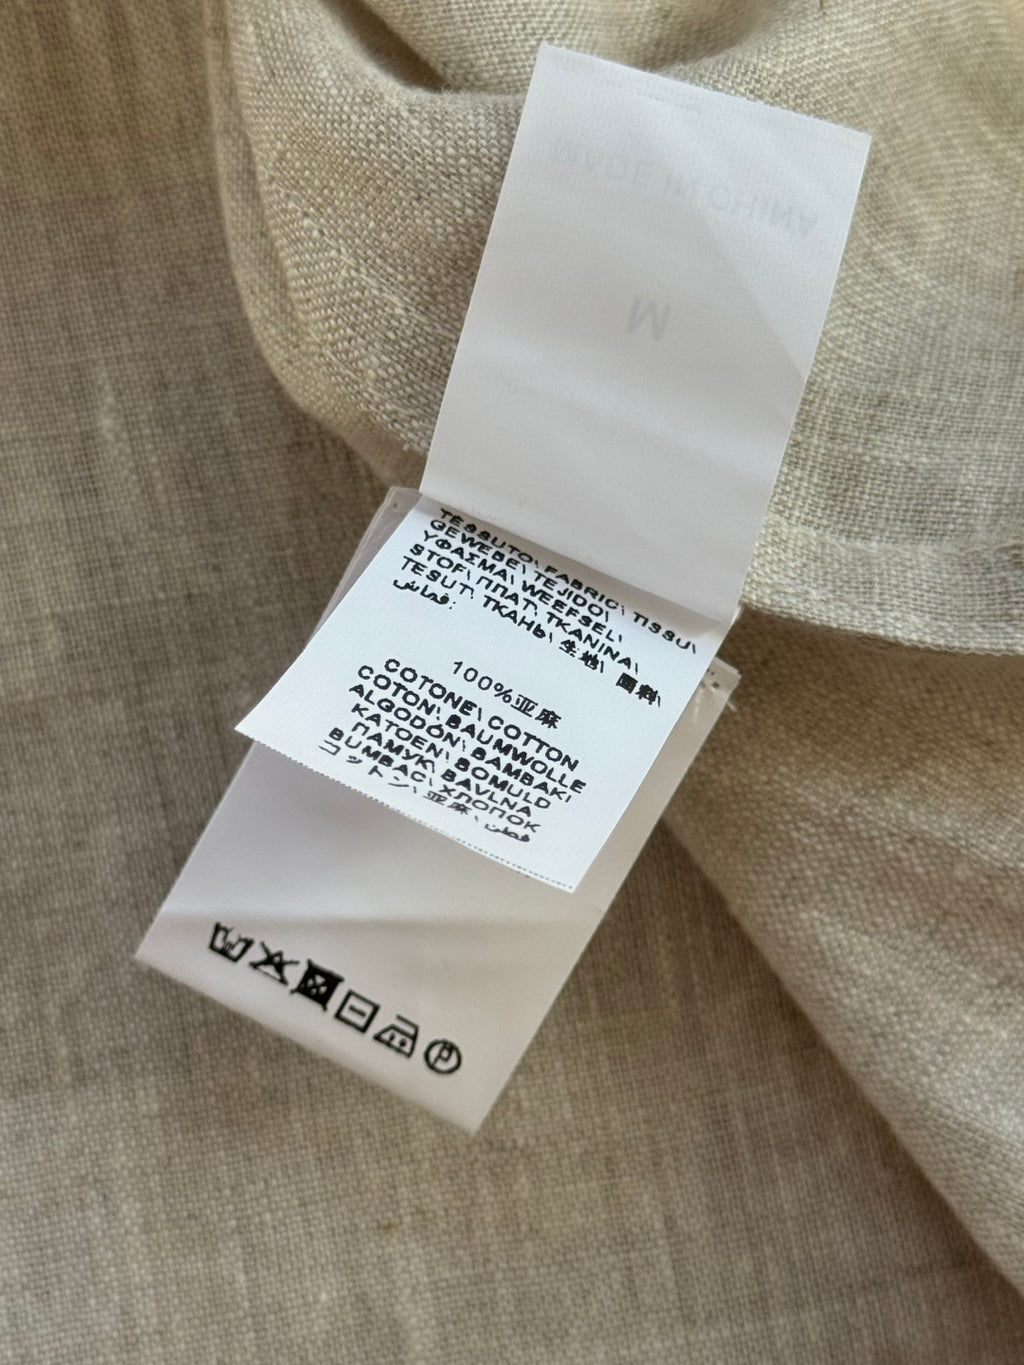 MADE IN CHINA
M
TESSUTO\ FABRIC\ TISSU\
GEWEBE\ TEJIDO\
ΥΦΑΣΜΑ\ WEEFSEL\
STOF\ ПЛАТ\ TKANINA\
TESUT\ ТКАНЬ\ 生地\ 面料\
قماش:
100%亚麻
COTONE\ COTTON
COTON\ BAUMWOLLE
ALGODÓN\ BAMBAKI
KATOEN\ BOMULD
ПАМУК\ BAVLNA
BUMBAC\ ХЛОПОК
コットン\ 亚麻\ قطن